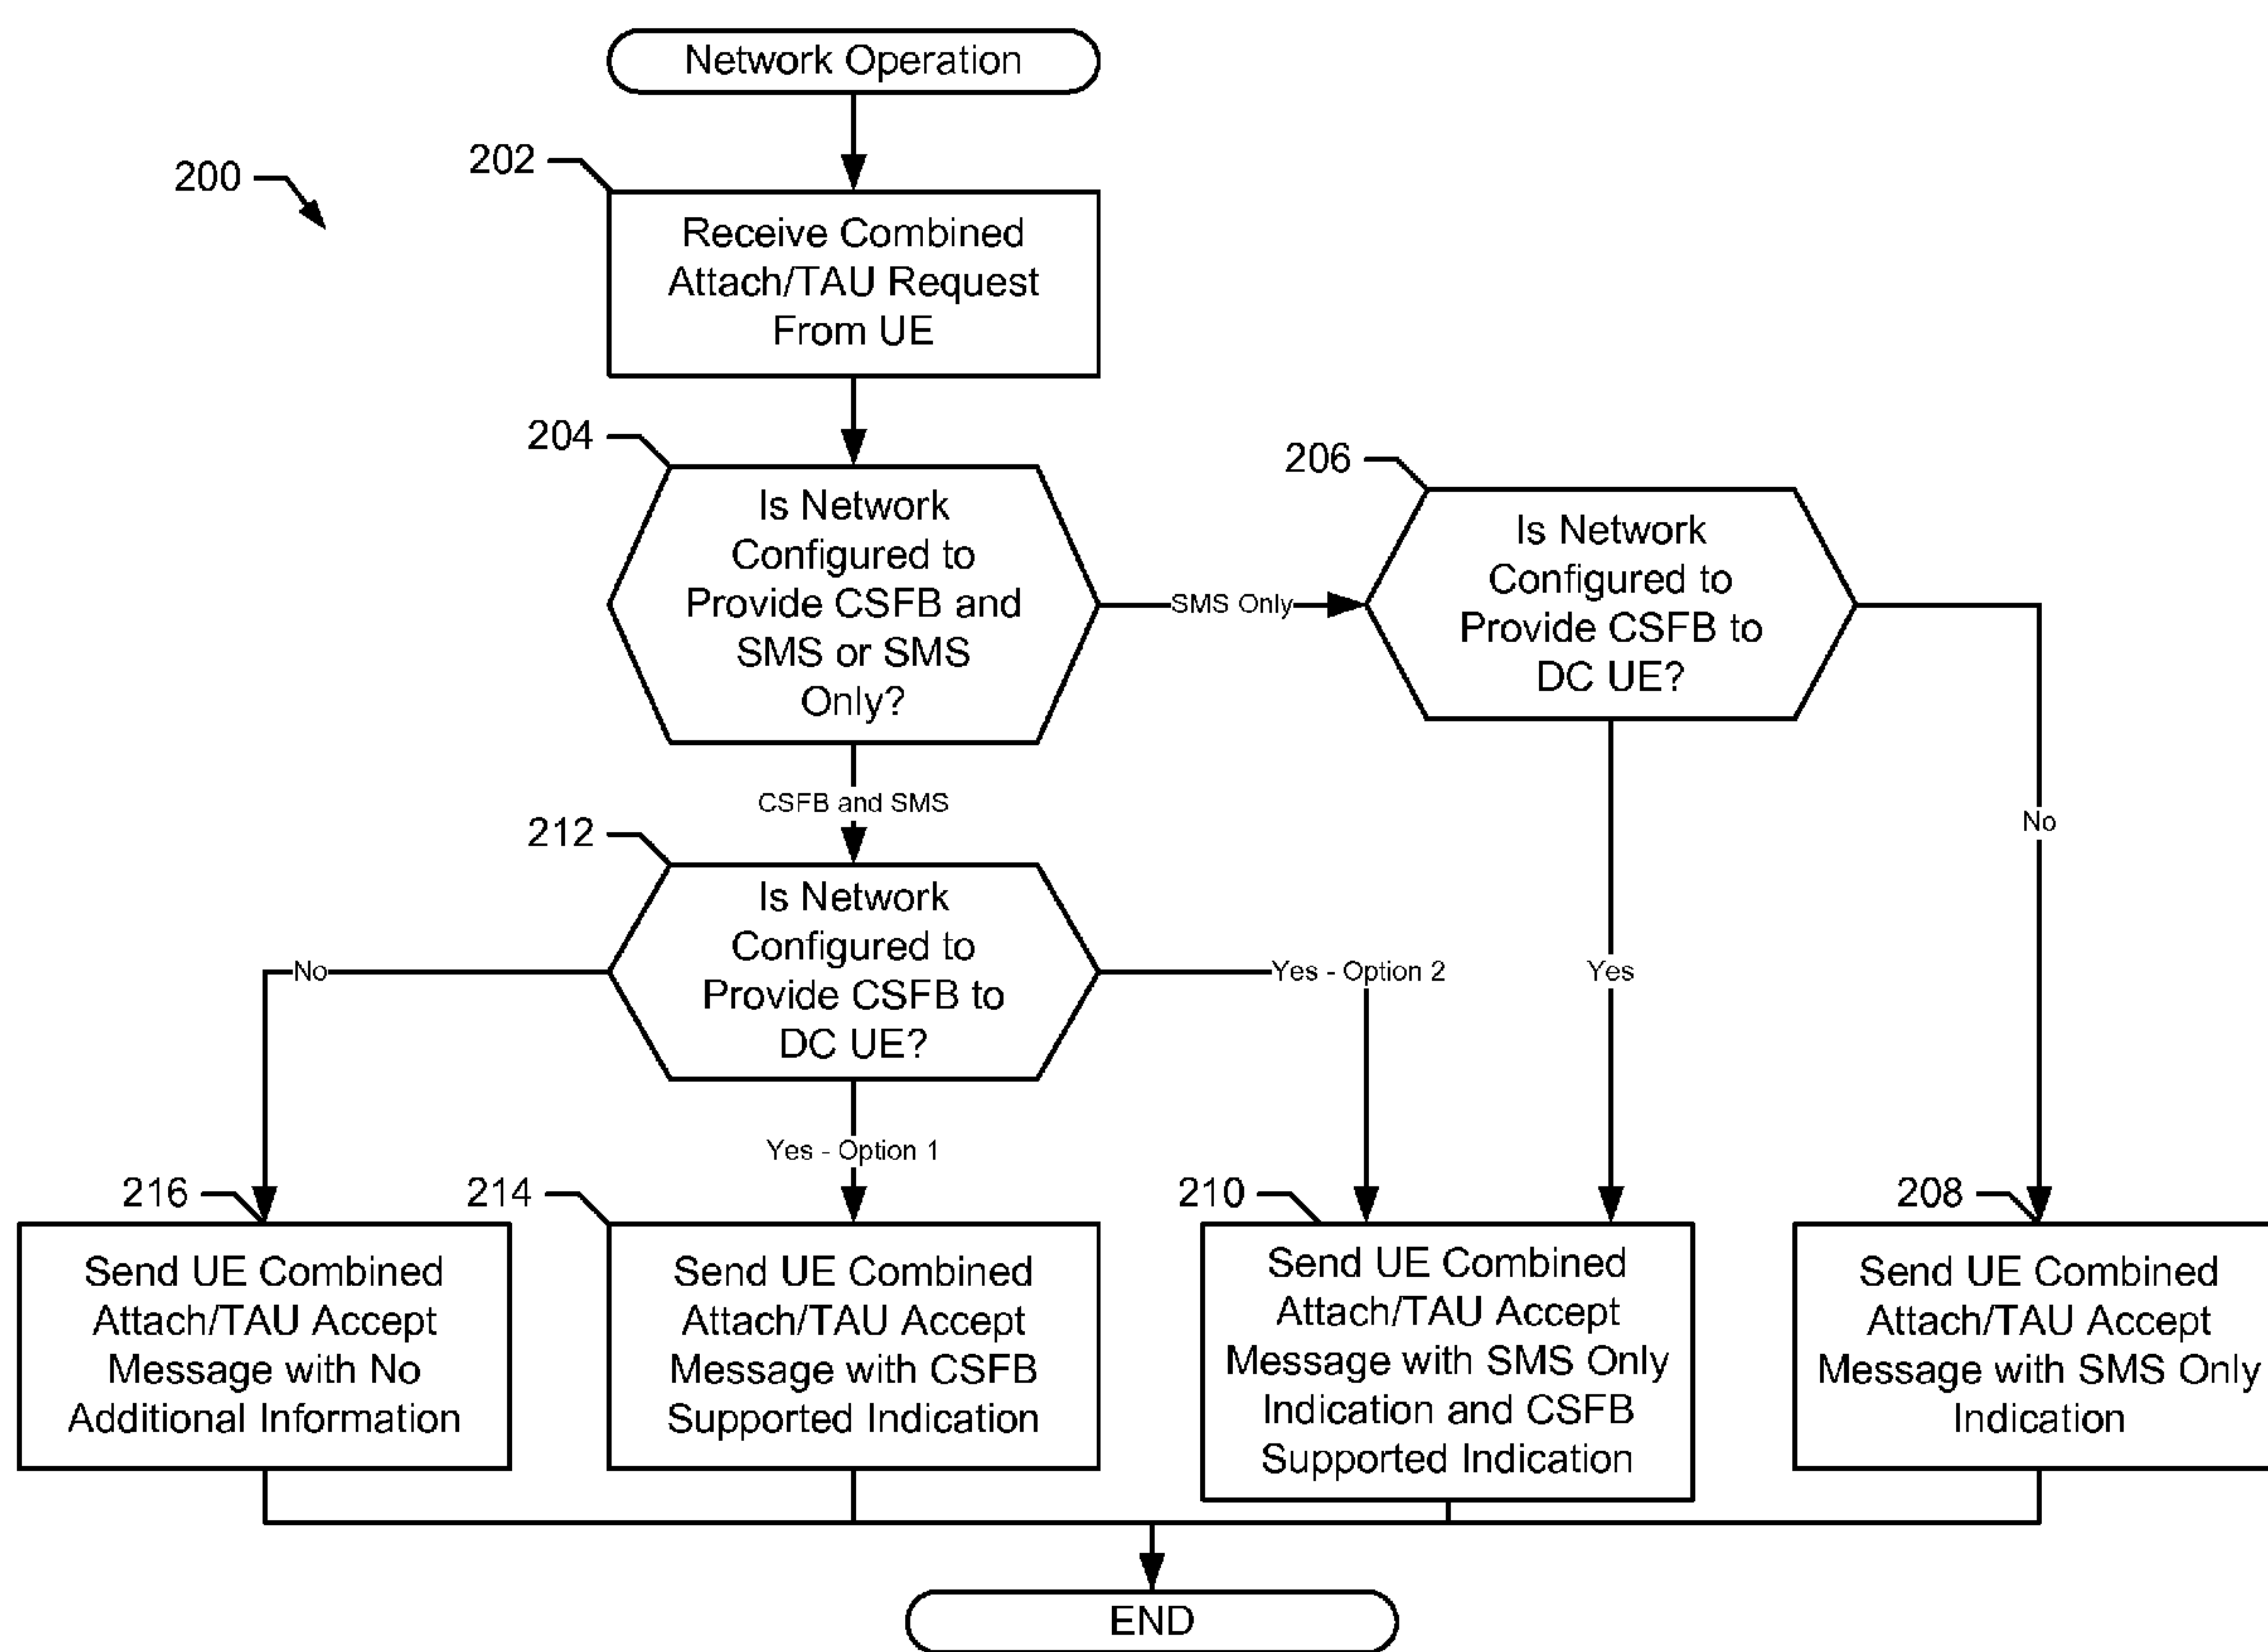 Network Operation
200
202
Receive Combined
Attach/TAU Request
From UE
204
Is Network
Configured to
Provide CSFB and
SMS or SMS
Only?
SMS Only
206
Is Network
Configured to
Provide CSFB to
DC UE?
CSFB and SMS
No
212
Is Network
Configured to
Provide CSFB to
DC UE?
No
Yes - Option 2
Yes
Yes - Option 1
216
Send UE Combined
Attach/TAU Accept
Message with No
Additional Information
214
Send UE Combined
Attach/TAU Accept
Message with CSFB
Supported Indication
210
Send UE Combined
Attach/TAU Accept
Message with SMS Only
Indication and CSFB
Supported Indication
208
Send UE Combined
Attach/TAU Accept
Message with SMS Only
Indication
END